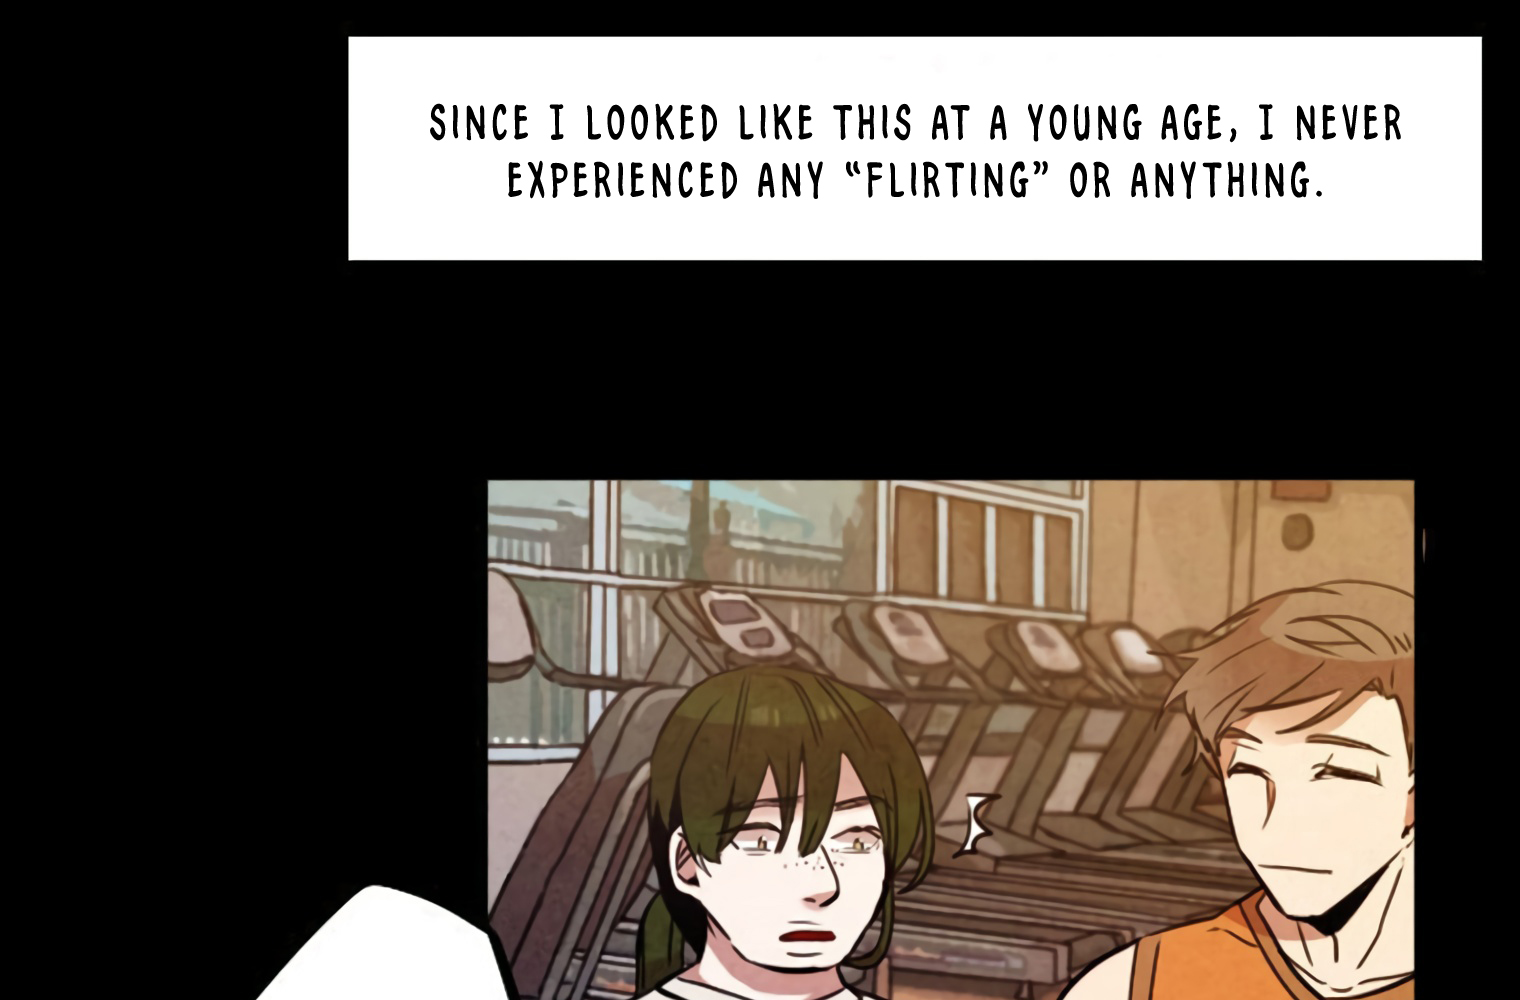 SINCE I LOOKED LIKE THIS AT A YOUNG AGE, I NEVER
EXPERIENCED ANY “FLIRTING” OR ANYTHING.